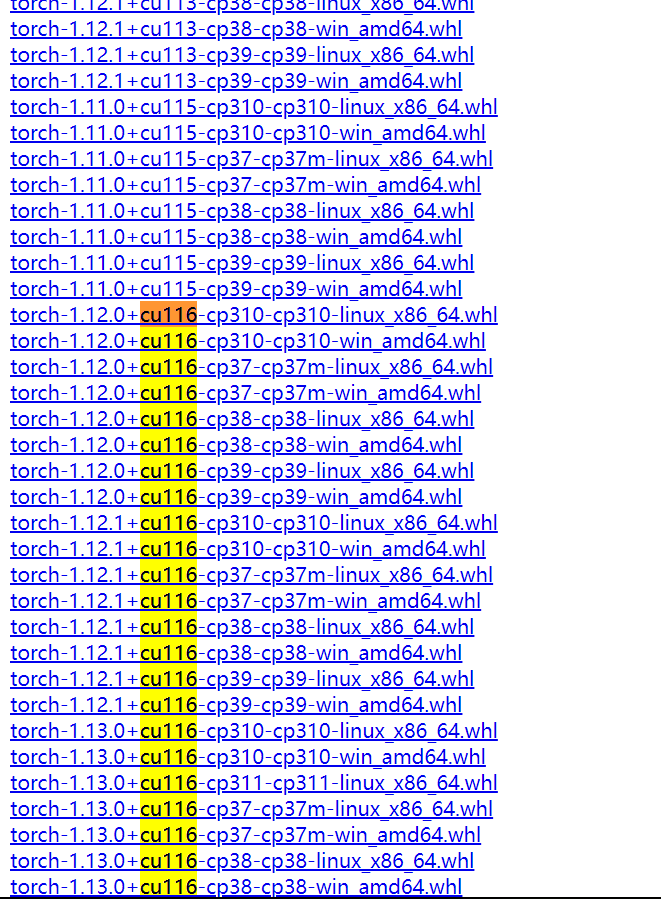 torch-1.12.1+cu113-cp38-cp38-linux_x86_64.whl
torch-1.12.1+cu113-cp38-cp38-win_amd64.whl
torch-1.12.1+cu113-cp39-cp39-linux_x86_64.whl
torch-1.12.1+cu113-cp39-cp39-win_amd64.whl
torch-1.11.0+cu115-cp310-cp310-linux_x86_64.whl
torch-1.11.0+cu115-cp310-cp310-win_amd64.whl
torch-1.11.0+cu115-cp37-cp37m-linux_x86_64.whl
torch-1.11.0+cu115-cp37-cp37m-win_amd64.whl
torch-1.11.0+cu115-cp38-cp38-linux_x86_64.whl
torch-1.11.0+cu115-cp38-cp38-win_amd64.whl
torch-1.11.0+cu115-cp39-cp39-linux_x86_64.whl
torch-1.11.0+cu115-cp39-cp39-win_amd64.whl
torch-1.12.0+cu116-cp310-cp310-linux_x86_64.whl
torch-1.12.0+cu116-cp310-cp310-win_amd64.whl
torch-1.12.0+cu116-cp37-cp37m-linux_x86_64.whl
torch-1.12.0+cu116-cp37-cp37m-win_amd64.whl
torch-1.12.0+cu116-cp38-cp38-linux_x86_64.whl
torch-1.12.0+cu116-cp38-cp38-win_amd64.whl
torch-1.12.0+cu116-cp39-cp39-linux_x86_64.whl
torch-1.12.0+cu116-cp39-cp39-win_amd64.whl
torch-1.12.1+cu116-cp310-cp310-linux_x86_64.whl
torch-1.12.1+cu116-cp310-cp310-win_amd64.whl
torch-1.12.1+cu116-cp37-cp37m-linux_x86_64.whl
torch-1.12.1+cu116-cp37-cp37m-win_amd64.whl
torch-1.12.1+cu116-cp38-cp38-linux_x86_64.whl
torch-1.12.1+cu116-cp38-cp38-win_amd64.whl
torch-1.12.1+cu116-cp39-cp39-linux_x86_64.whl
torch-1.12.1+cu116-cp39-cp39-win_amd64.whl
torch-1.13.0+cu116-cp310-cp310-linux_x86_64.whl
torch-1.13.0+cu116-cp310-cp310-win_amd64.whl
torch-1.13.0+cu116-cp311-cp311-linux_x86_64.whl
torch-1.13.0+cu116-cp37-cp37m-linux_x86_64.whl
torch-1.13.0+cu116-cp37-cp37m-win_amd64.whl
torch-1.13.0+cu116-cp38-cp38-linux_x86_64.whl
torch-1.13.0+cu116-cp38-cp38-win_amd64.whl